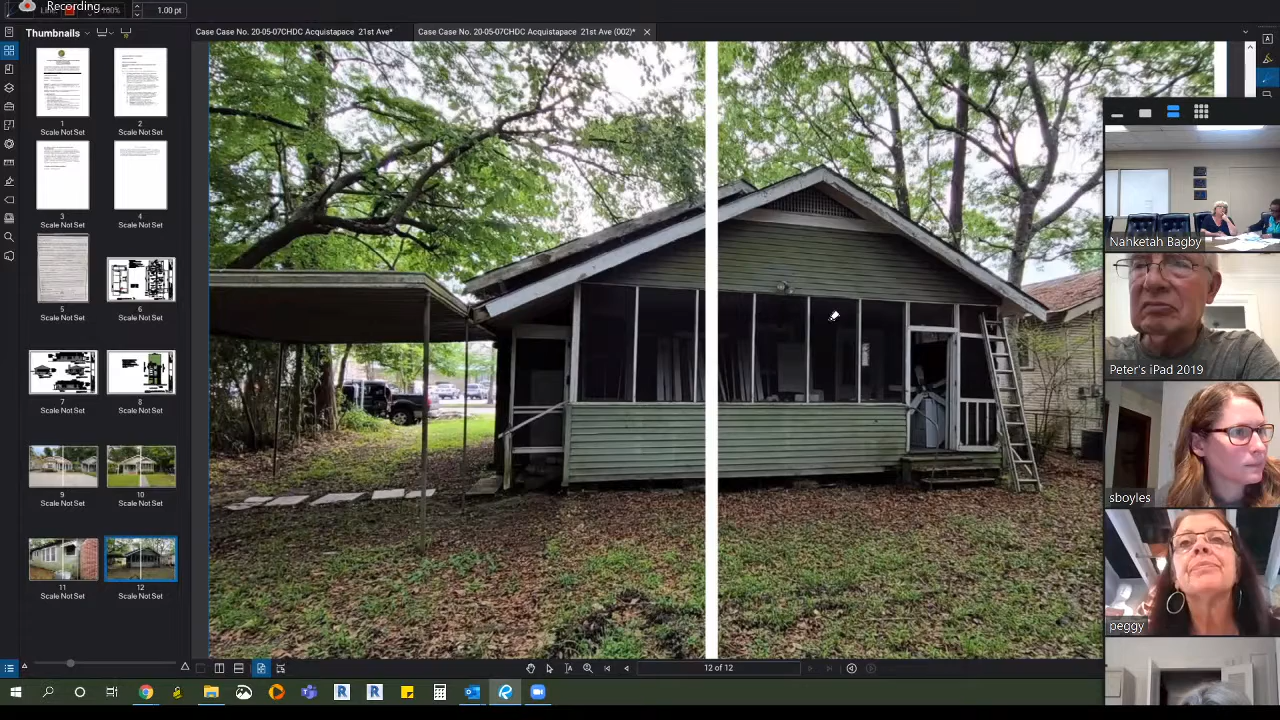 Recording...
Line:
100%
1.00 pt
Thumbnails
Case Case No. 20-05-07CHDC Acquistapace 21st Ave*
Case Case No. 20-05-07CHDC Acquistapace 21st Ave (002)*
1
Scale Not Set
2
Scale Not Set
3
Scale Not Set
4
Scale Not Set
5
Scale Not Set
6
Scale Not Set
7
Scale Not Set
8
Scale Not Set
9
Scale Not Set
10
Scale Not Set
11
Scale Not Set
12
Scale Not Set
Nahketah Bagby
Peter's iPad 2019
sboyles
peggy
12 of 12